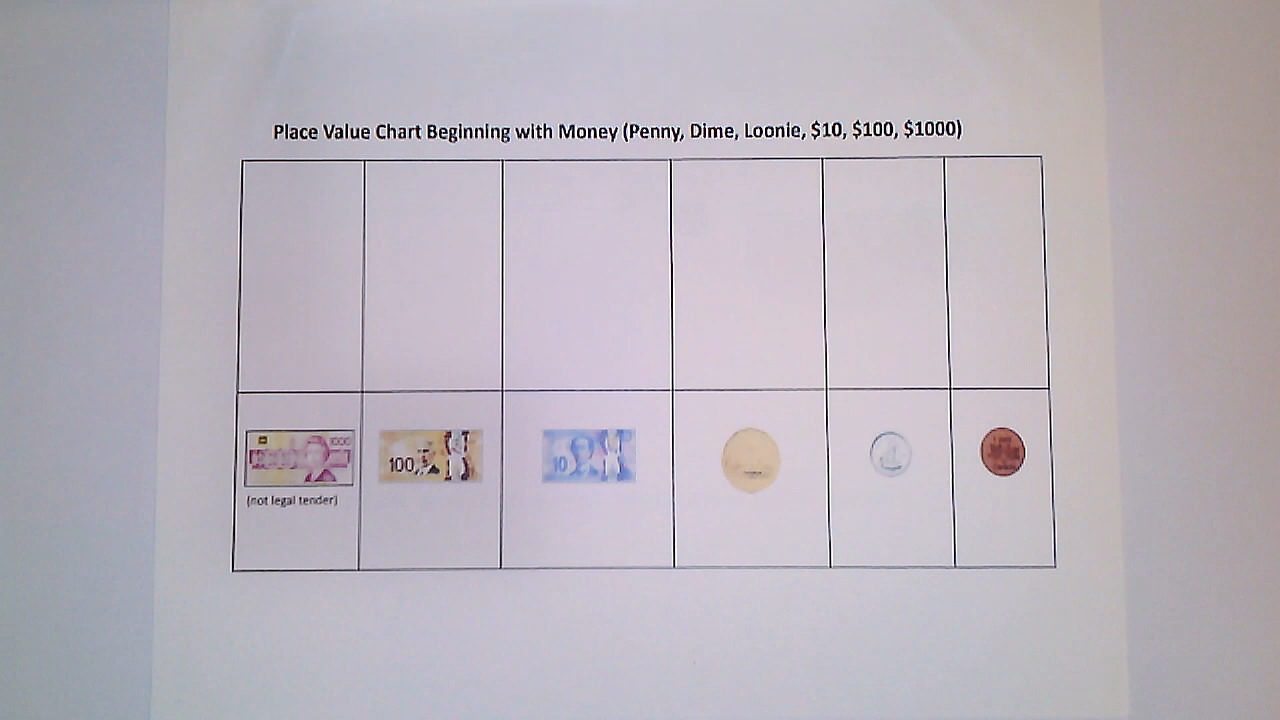 Place Value Chart Beginning with Money (Penny, Dime, Loonie, $10, $100, $1000)
1000
100
10
(not legal tender)